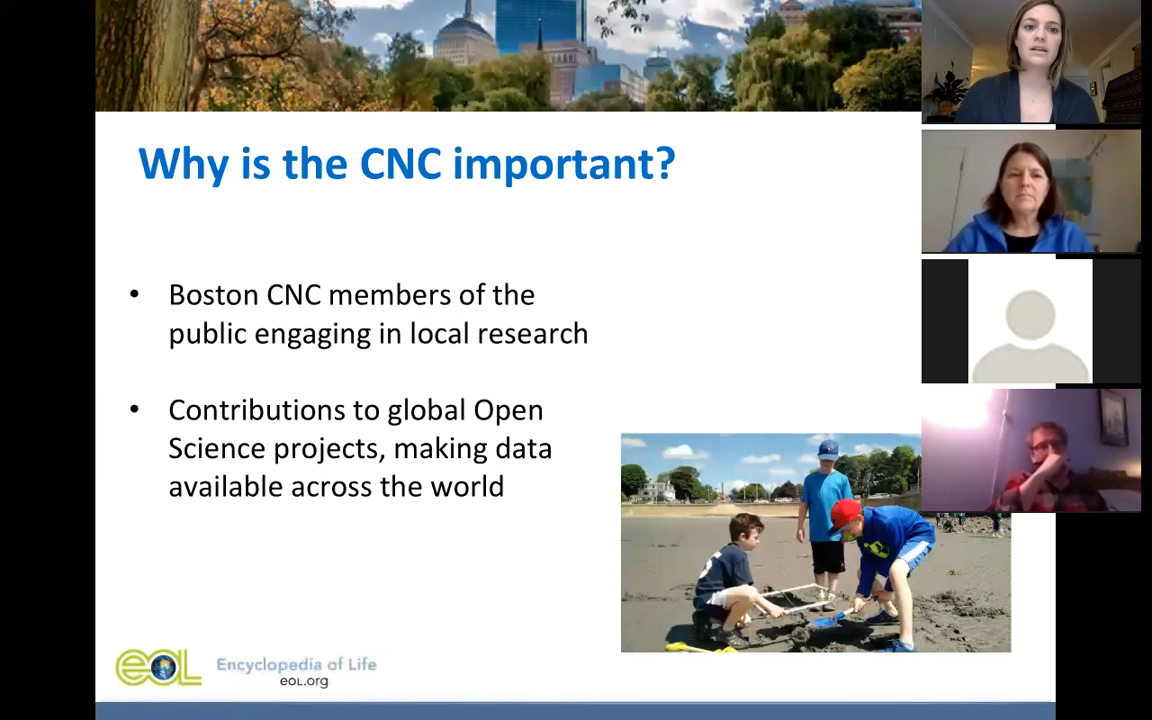 Why is the CNC important?
• Boston CNC members of the
public engaging in local research
• Contributions to global Open
Science projects, making data
available across the world
eOL Encyclopedia of Life
eOL.org